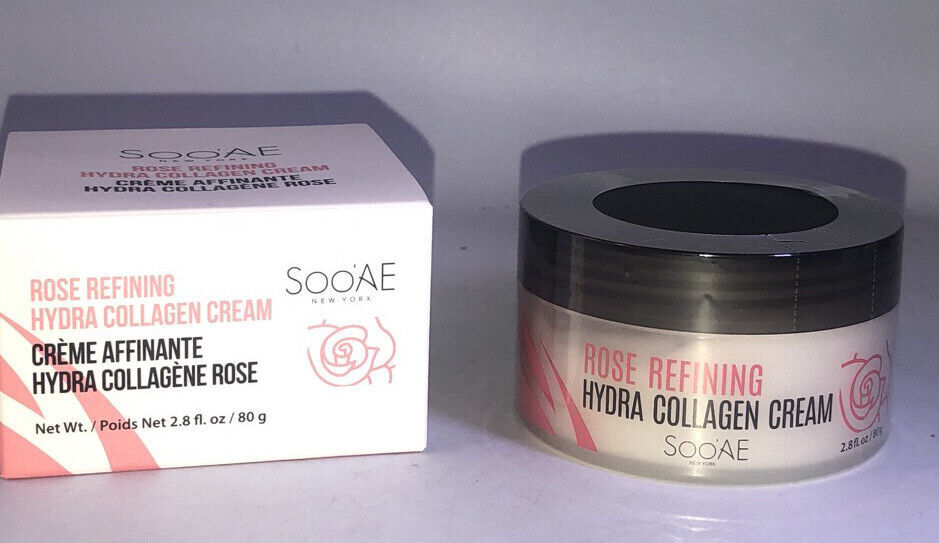 SOO'AE
NEW YORK
ROSE REFINING
HYDRA COLLAGEN CREAM
CRÈME AFFINANTE
HYDRA COLLAGÈNE ROSE
ROSE REFINING
HYDRA COLLAGEN CREAM
CRÈME AFFINANTE
HYDRA COLLAGÈNE ROSE
Net Wt. / Poids Net 2.8 fl. oz / 80 g
SOO'AE
NEW YORK
ROSE REFINING
HYDRA COLLAGEN CREAM
SOO'AE
NEW YORK
2.8 fl. oz / 80g